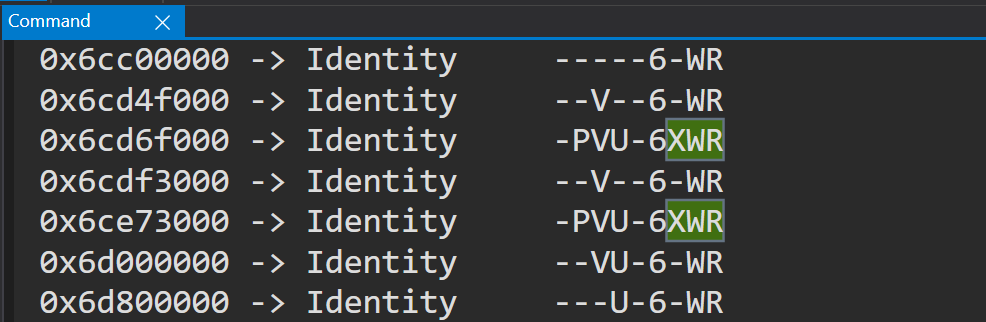 Command
0x6cc00000 -> Identity -----6-WR
0x6cd4f000 -> Identity --V--6-WR
0x6cd6f000 -> Identity -PVU-6XWR
0x6cdf3000 -> Identity --V--6-WR
0x6ce73000 -> Identity -PVU-6XWR
0x6d000000 -> Identity --VU-6-WR
0x6d800000 -> Identity ---U-6-WR